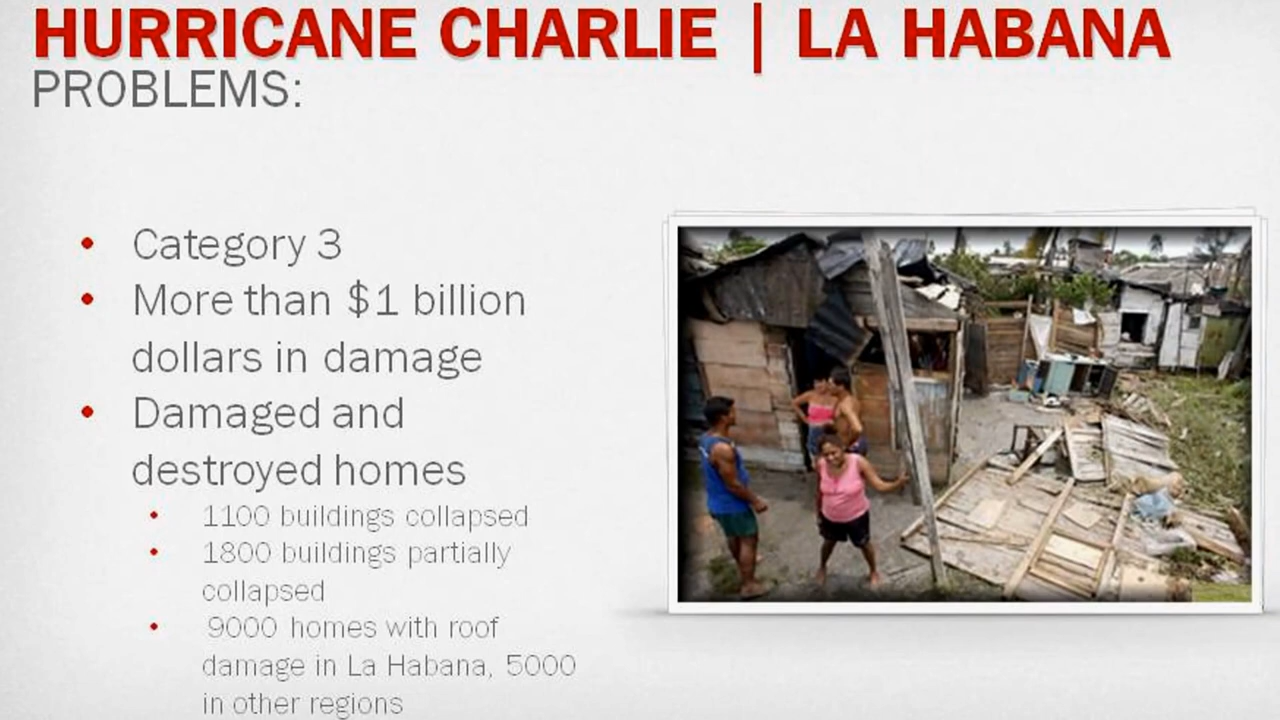 HURRICANE CHARLIE | LA HABANA
PROBLEMS:
• Category 3
• More than $1 billion
dollars in damage
• Damaged and
destroyed homes
• 1100 buildings collapsed
• 1800 buildings partially
collapsed
• 9000 homes with roof
damage in La Habana, 5000
in other regions